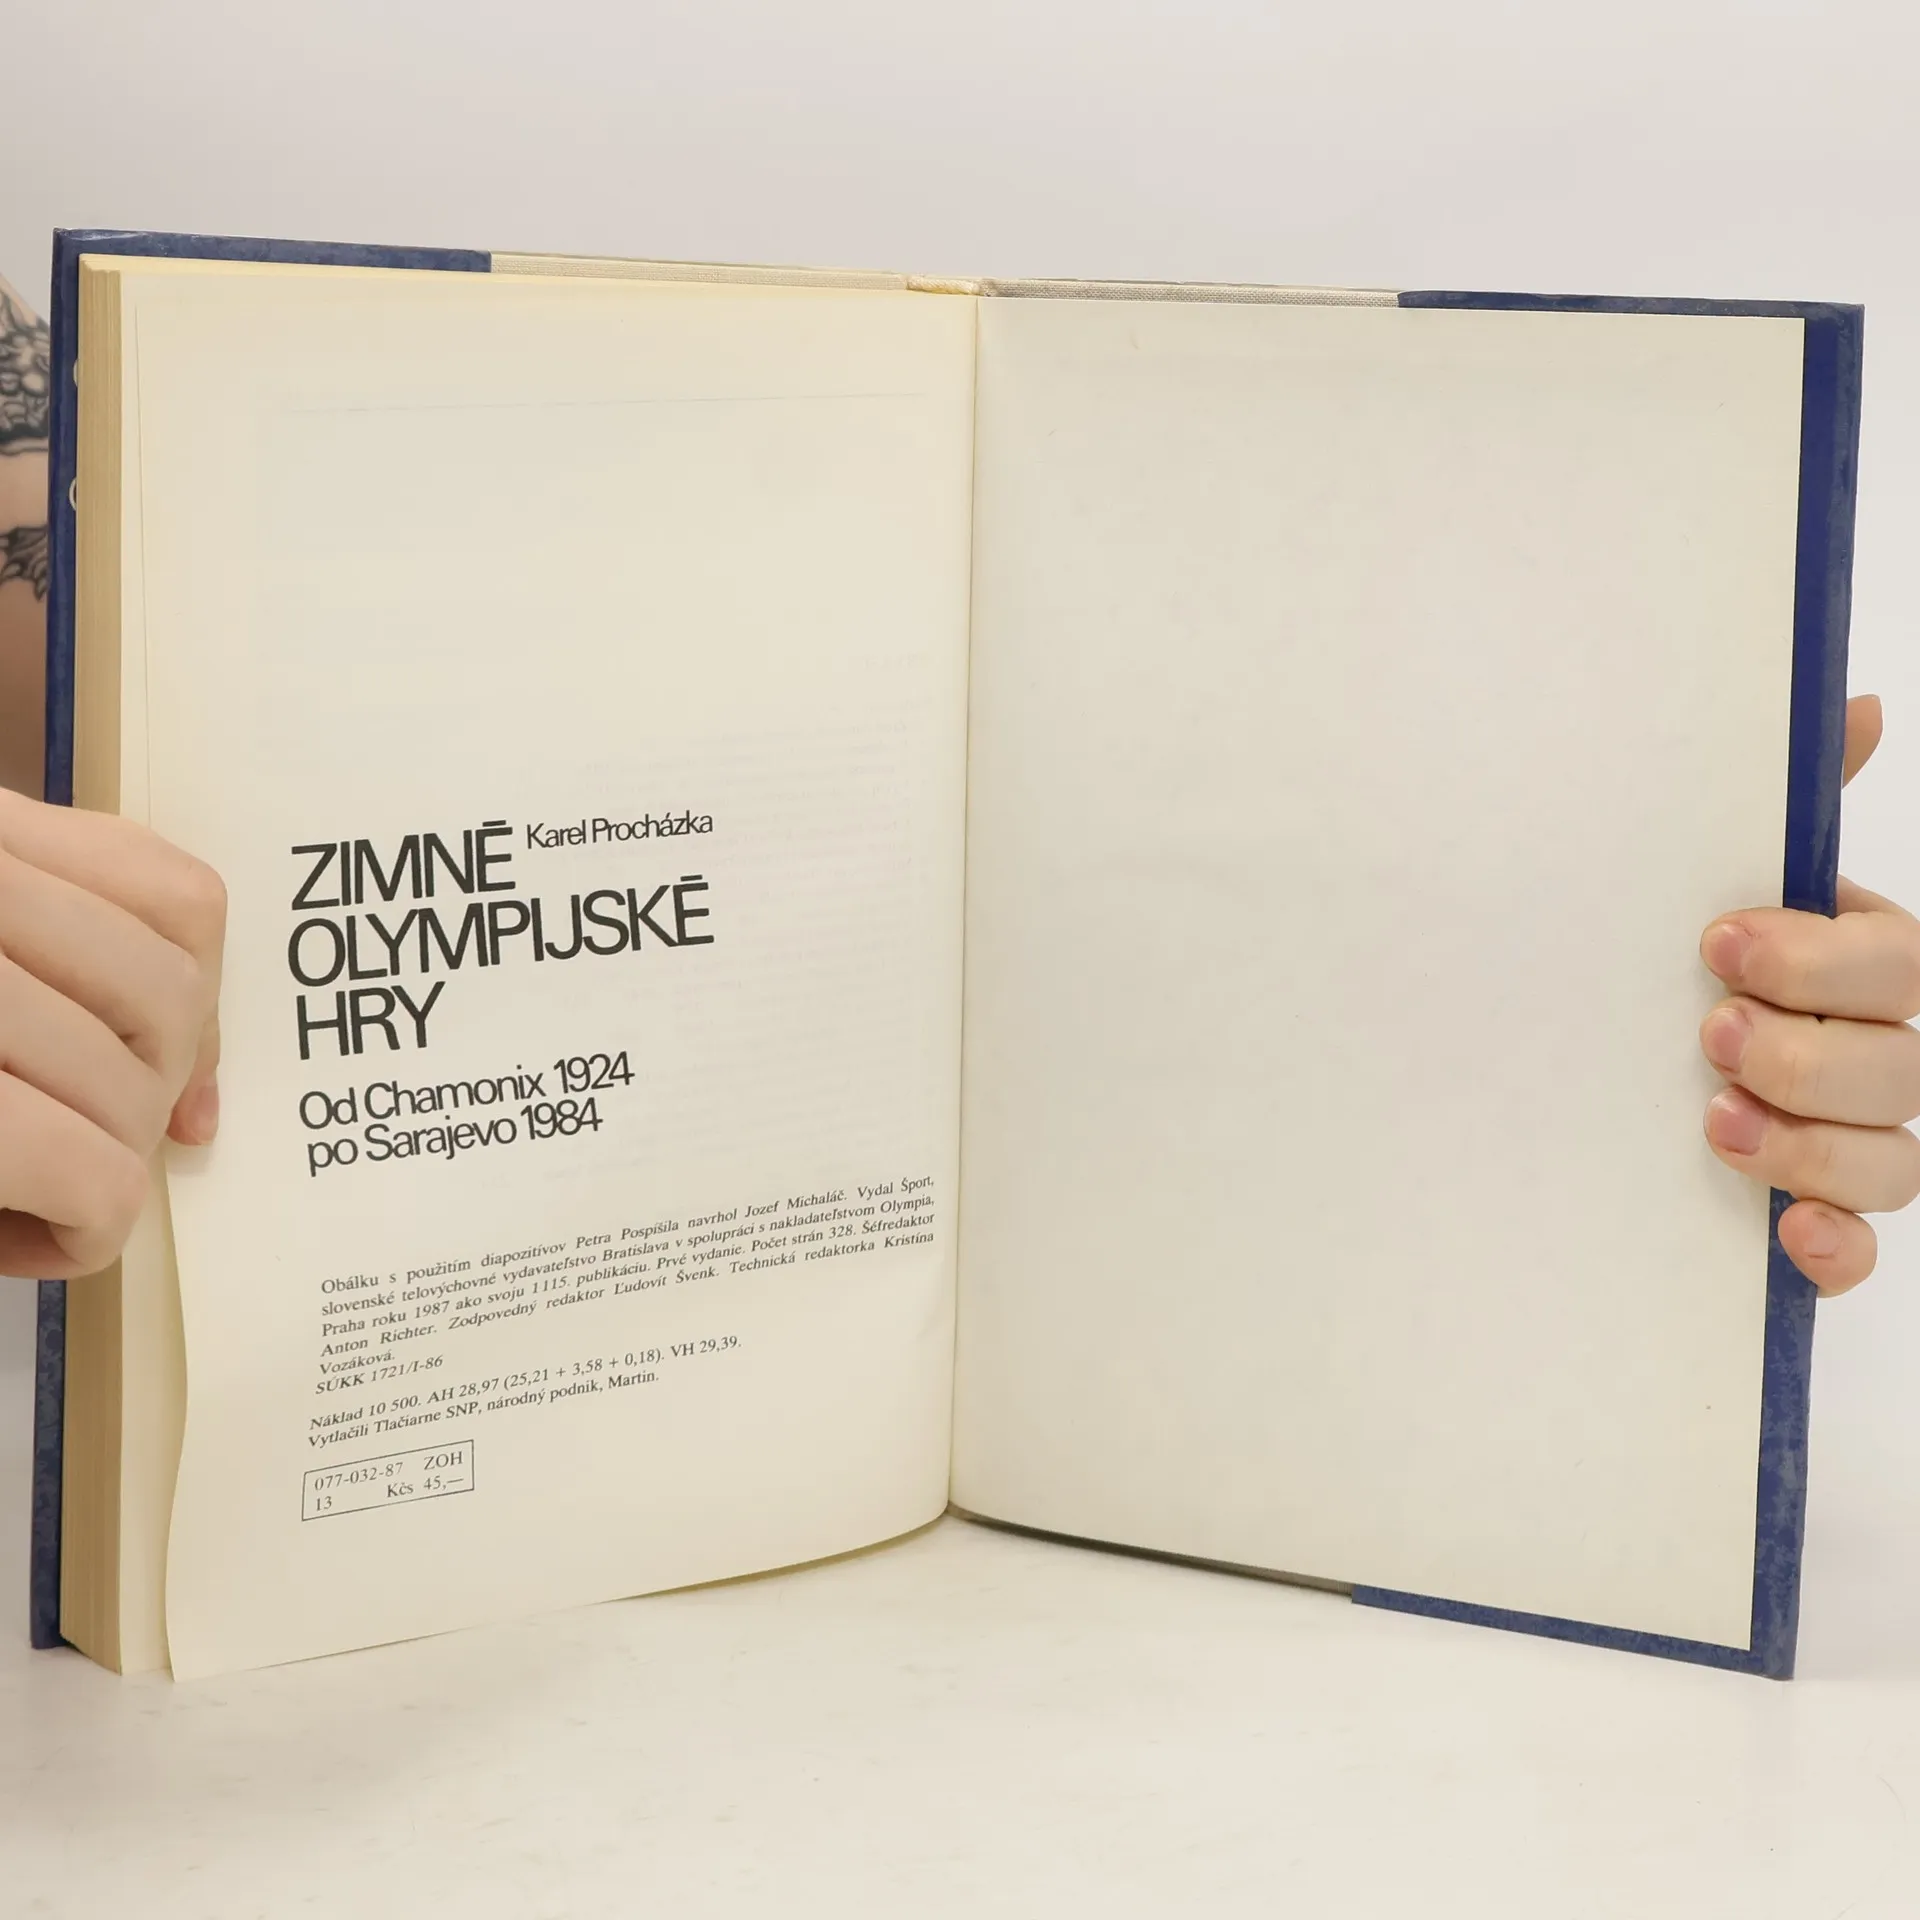 ZIMNÉ Karel Procházka
OLYMPIJSKÉ
HRY
Od Chamonix 1924
po Sarajevo 1984
Obálku s použitím diapozitívov Petra Pospíšila navrhol Jozef Michaláč. Vydal Šport,
slovenské telovýchovné vydavateľstvo Bratislava v spolupráci s nakladateľstvom Olympia,
Praha roku 1987 ako svoju 1 115. publikáciu. Prvé vydanie. Počet strán 328. Šéfredaktor
Anton Richter. Zodpovedný redaktor Ľudovít Švenk. Technická redaktorka Kristína
Vozáková.
SÚKK 1721/I-86
Náklad 10 500. AH 28,97 (25,21 + 3,58 + 0,18). VH 29,39.
Vytlačili Tlačiarne SNP, národný podnik, Martin.
077-032-87 ZOH
13 Kčs 45,—